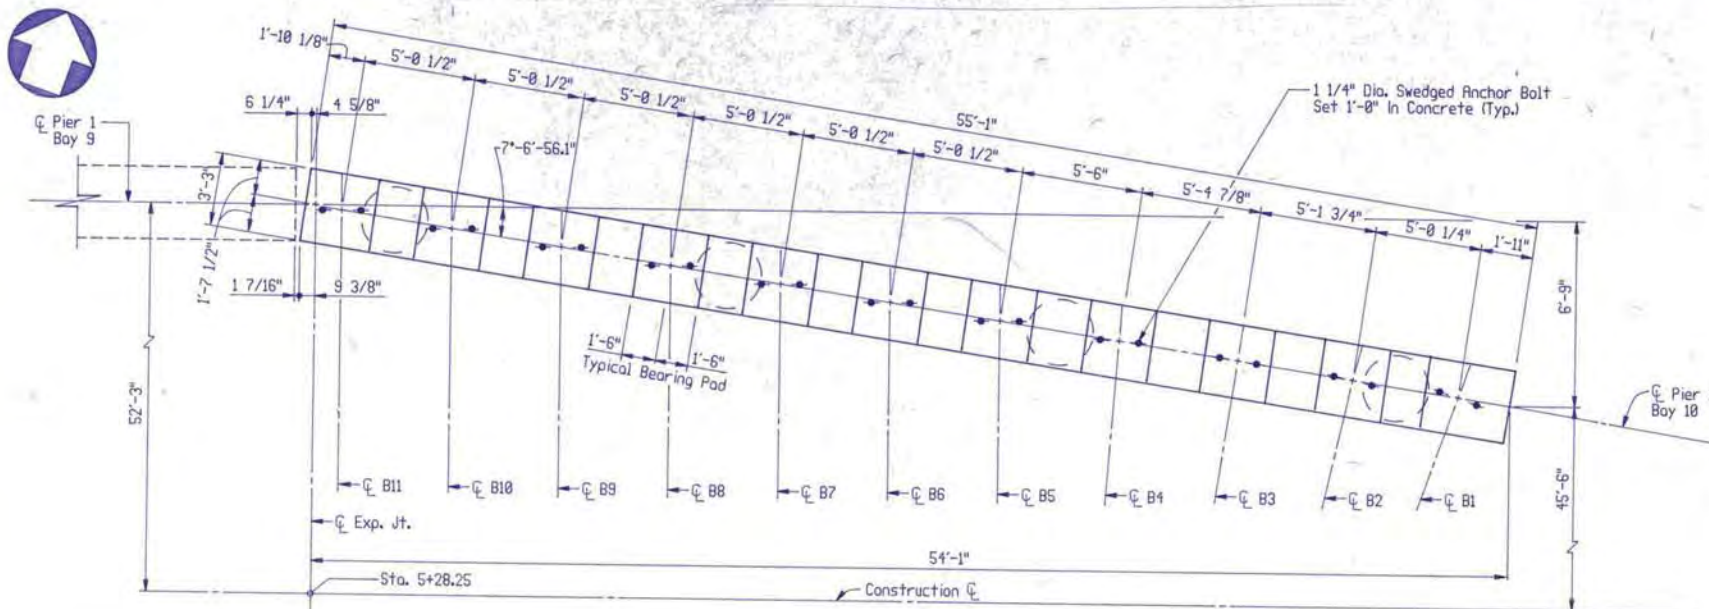 1'-10 1/8"
5'-0 1/2"
5'-0 1/2"
5'-0 1/2"
5'-0 1/2"
5'-0 1/2"
5'-0 1/2"
55'-1"
1 1/4" Dia. Swedged Anchor Bolt
Set 1'-0" In Concrete (Typ.)
6 1/4"
4 5/8"
℄ Pier 1
Bay 9
7°-6'-56.1"
5'-6"
5'-4 7/8"
5'-1 3/4"
5'-0 1/4"
1'-11"
3'-3"
1'-7 1/2"
1 7/16"
9 3/8"
6'-9"
1'-6"
1'-6"
Typical Bearing Pad
52'-3"
℄ Pier
Bay 10
45'-6"
℄ B11
℄ B10
℄ B9
℄ B8
℄ B7
℄ B6
℄ B5
℄ B4
℄ B3
℄ B2
℄ B1
℄ Exp. Jt.
54'-1"
Sta. 5+28.25
Construction ℄